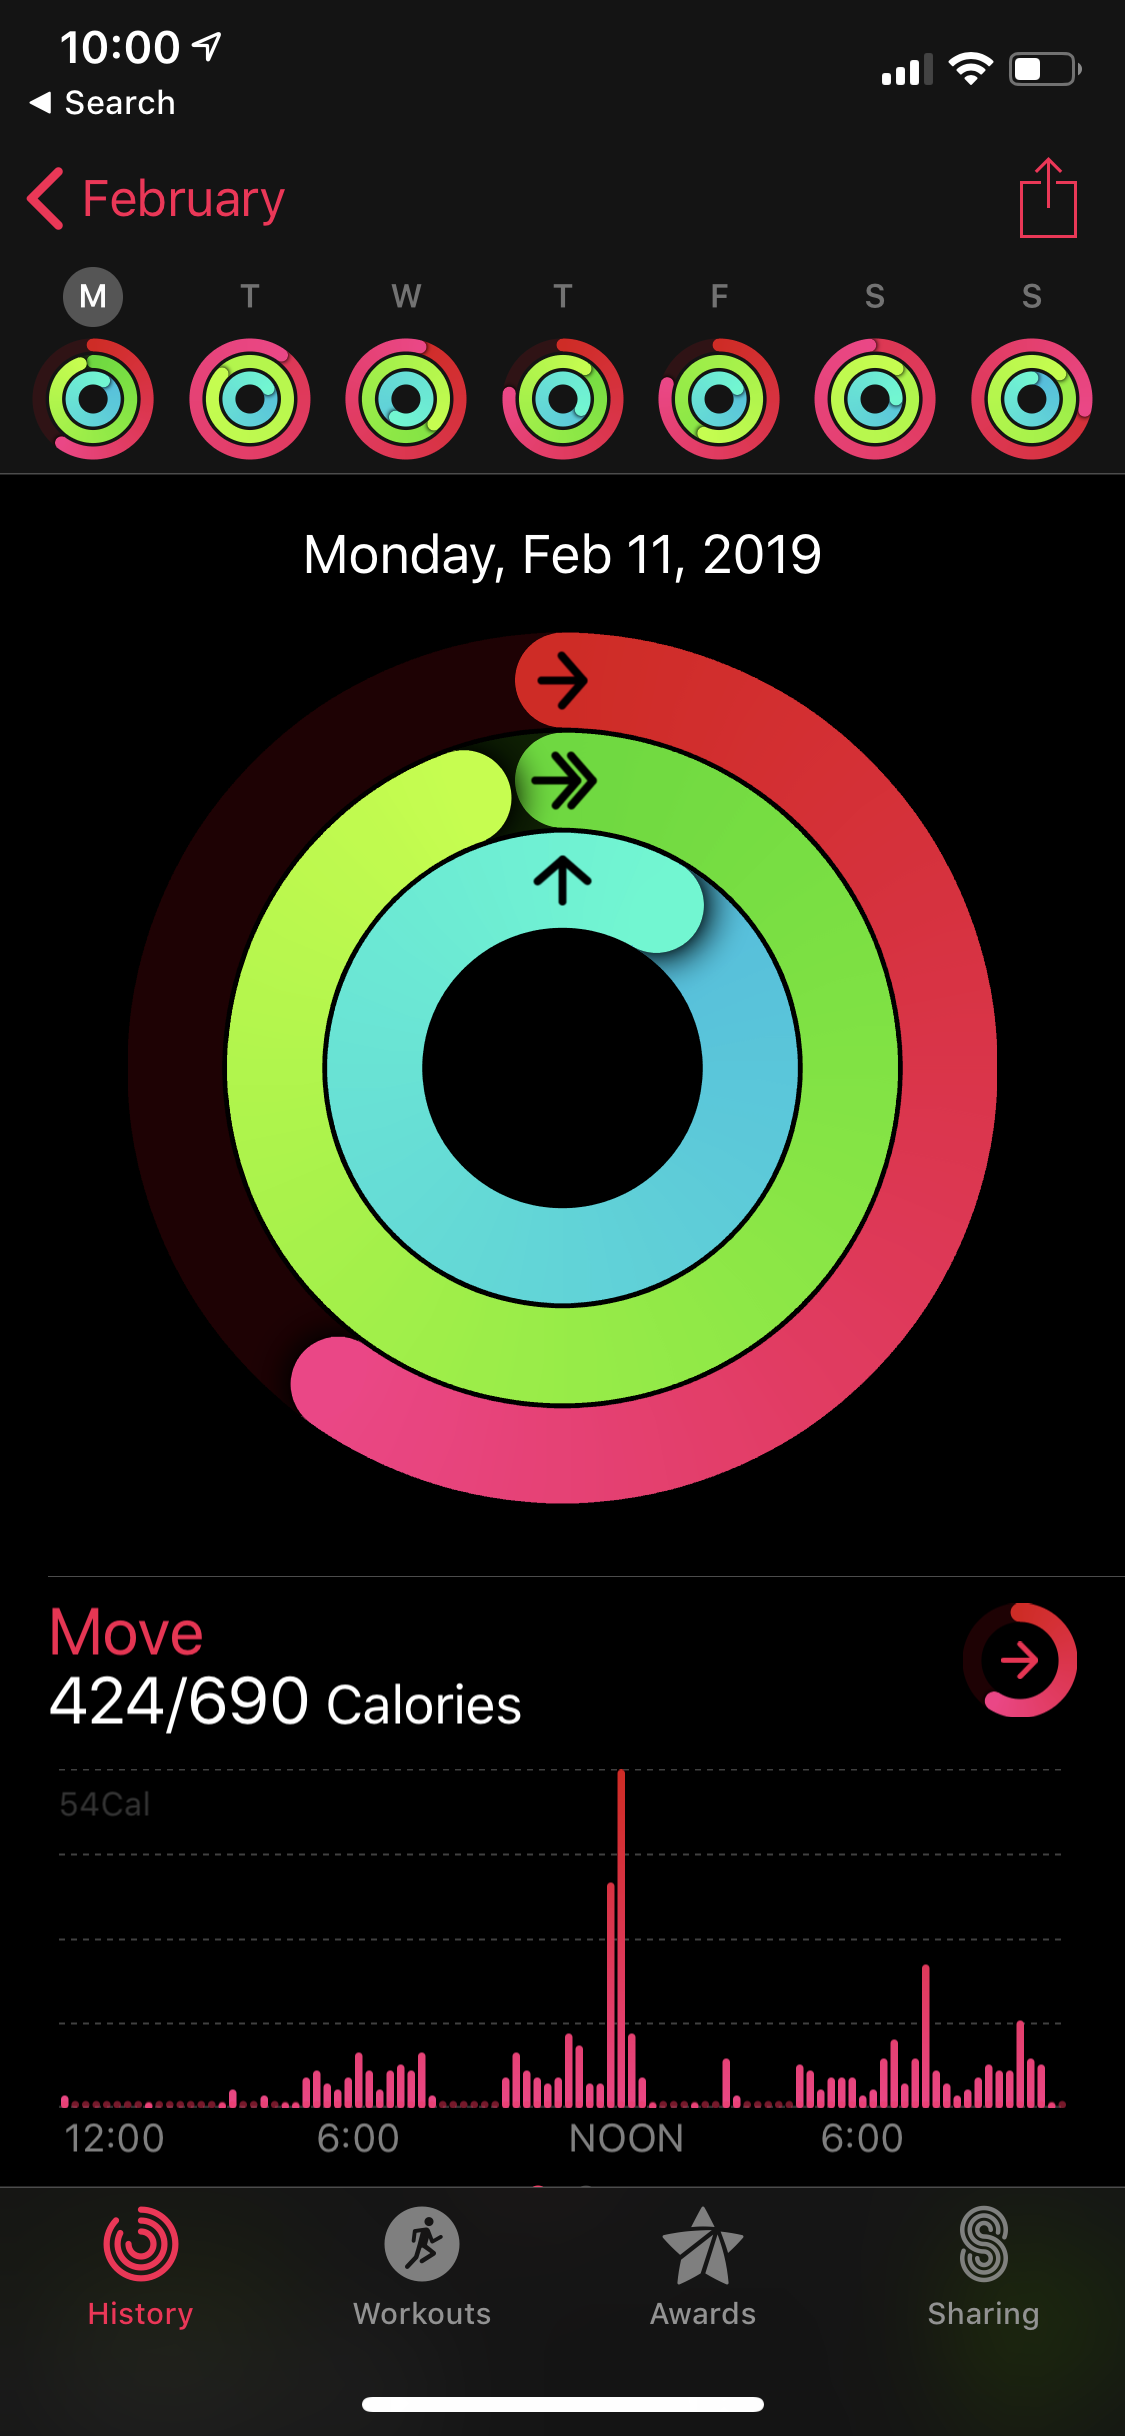 10:00
◀ Search
February
M T W T F S S
Monday, Feb 11, 2019
Move
424/690 Calories
54Cal
12:00 6:00 NOON 6:00
History Workouts Awards Sharing